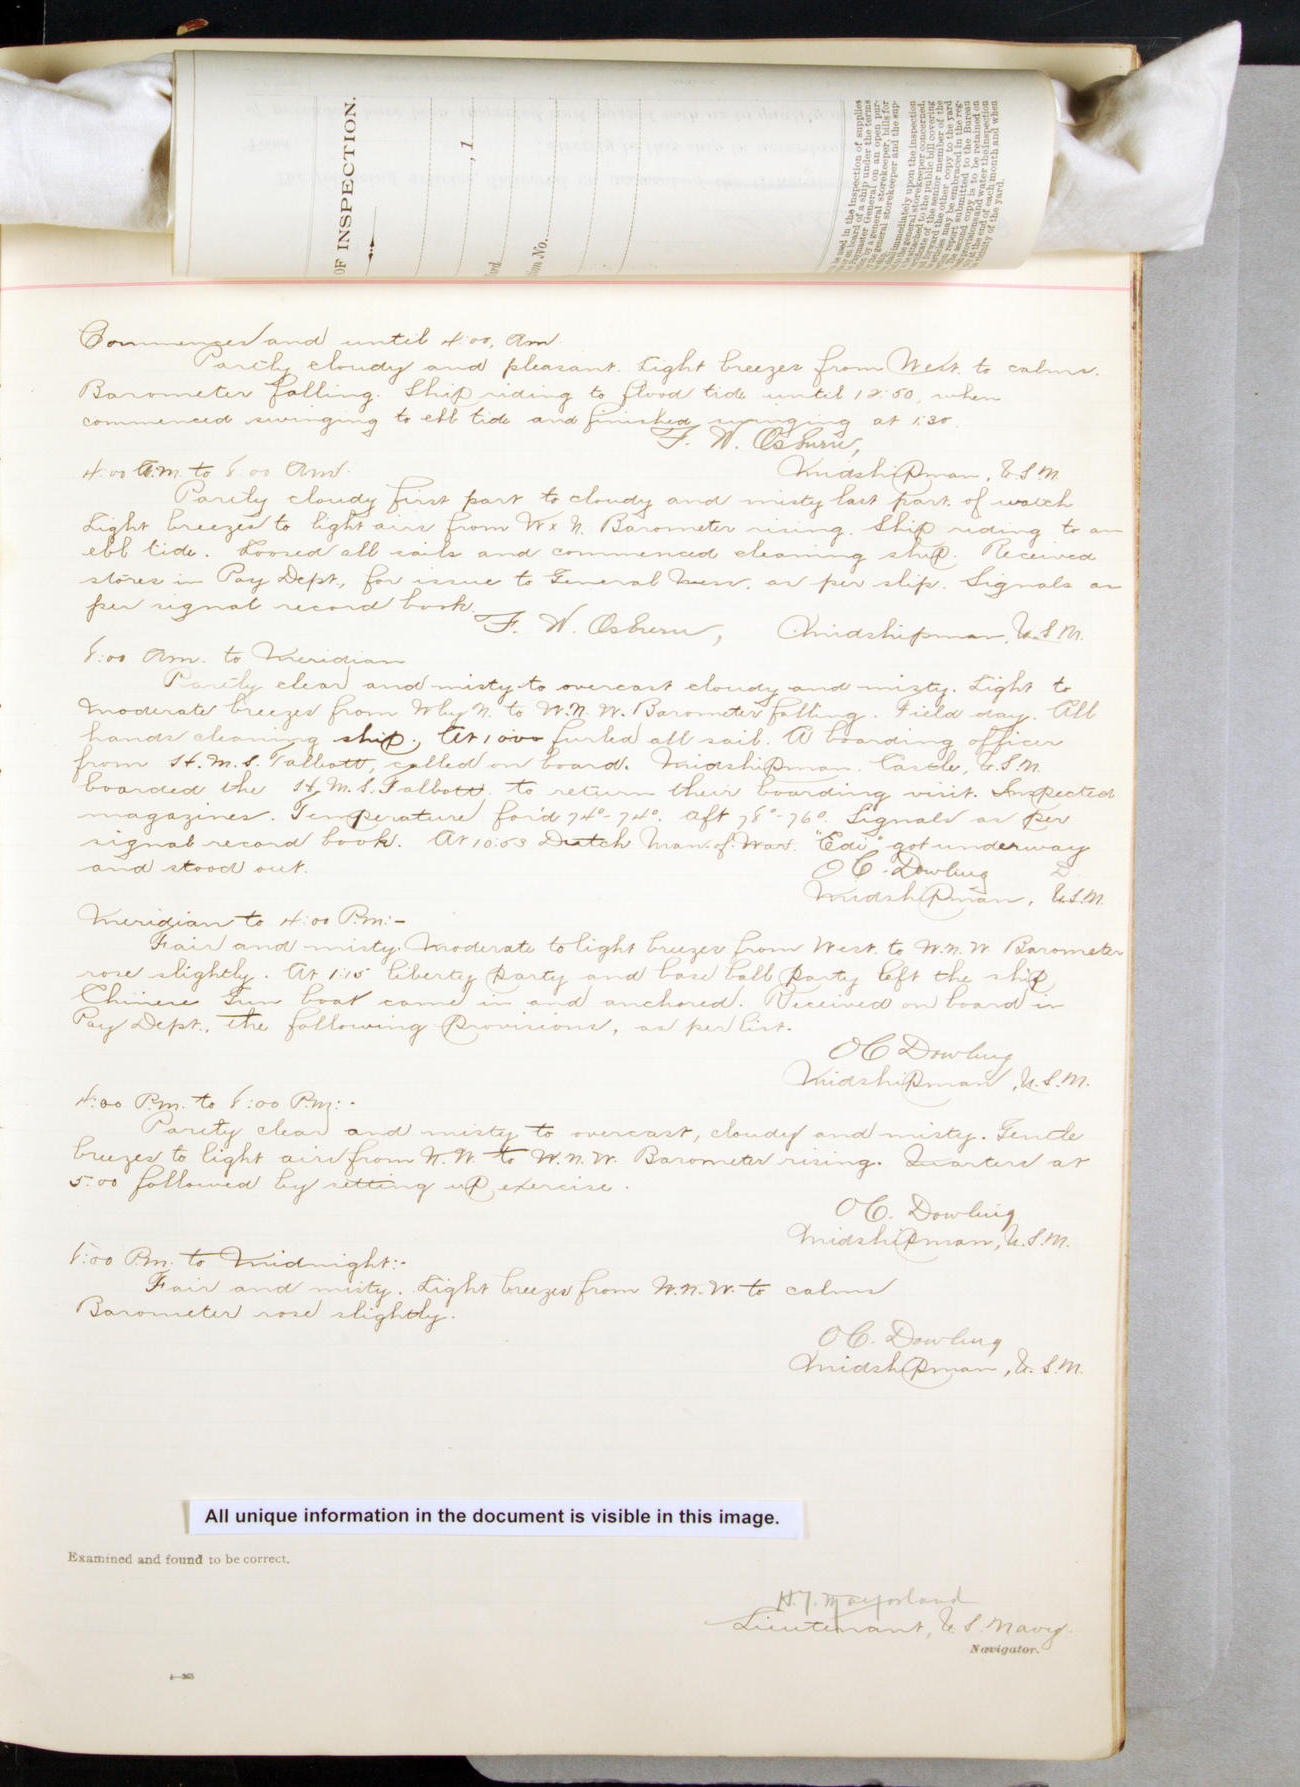 OF INSPECTION.
, 1
Commences and until 4:00, Am.
Partly cloudy and pleasant. Light breezes from West. to calms.
Barometer falling. Ship riding to flood tide until 12:50, when
commenced swinging to ebb tide and finished swinging at 1:30.
F. W. Osburn,
Midshipman, U.S.N.
4:00 A.M. to 8:00 Am.
Partly cloudy first part to cloudy and misty last part. of watch
Light breezes to light airs from W x N. Barometer rising. Ship riding to an
ebb tide. Loosed all sails and commenced cleaning ship. Received
stores in Pay Dept., for issue to General Mess. as per slip. Signals as
per signal record book.
F. W. Osburn, Midshipman, U.S.N.
8:00 Am. to Meridian
Partly clear and misty to overcast cloudy and misty. Light to
moderate breezes from W by N. to W.N.W. Barometer falling. Field day. All
hands cleaning ship. At 10:00 furled all sail. A boarding officer
from H.M.S. Talbott, called on board. Midshipman. Castle, U.S.N.
boarded the H.M.S. Talbott. to return their boarding visit. Inspected
magazines. Temperature for'd 74°-74°. aft 78°-76°. Signals as per
signal record book. At 10:53 Dutch Man-of-War. "Edi" got underway
and stood out.
O C. Dowling
Midshipman, U.S.N.
Meridian to 4:00 P.m:-
Fair and misty. Moderate to light breezes from West. to W.N.W. Barometer
rose slightly. At 1:15 liberty party and base ball party left the ship
Chinese Gun boat came in and anchored. Received on board in
Pay Dept., the following provisions, as per list.
O C Dowling
Midshipman, U.S.N.
4:00 P.m. to 8:00 P.m:-
Partly clear and misty to overcast, cloudy and misty. Gentle
breezes to light airs from N.W. to W.N.W. Barometer rising. Quarters at
5:00 followed by setting up exercise.
O C. Dowling
Midshipman, U.S.N.
8:00 P.m. to Midnight:-
Fair and misty. Light breezes from W.N.W. to calms
Barometer rose slightly.
O C. Dowling
Midshipman, U.S.N.
All unique information in the document is visible in this image.
Examined and found to be correct.
Lieutenant, U.S. Navy.
Navigator.